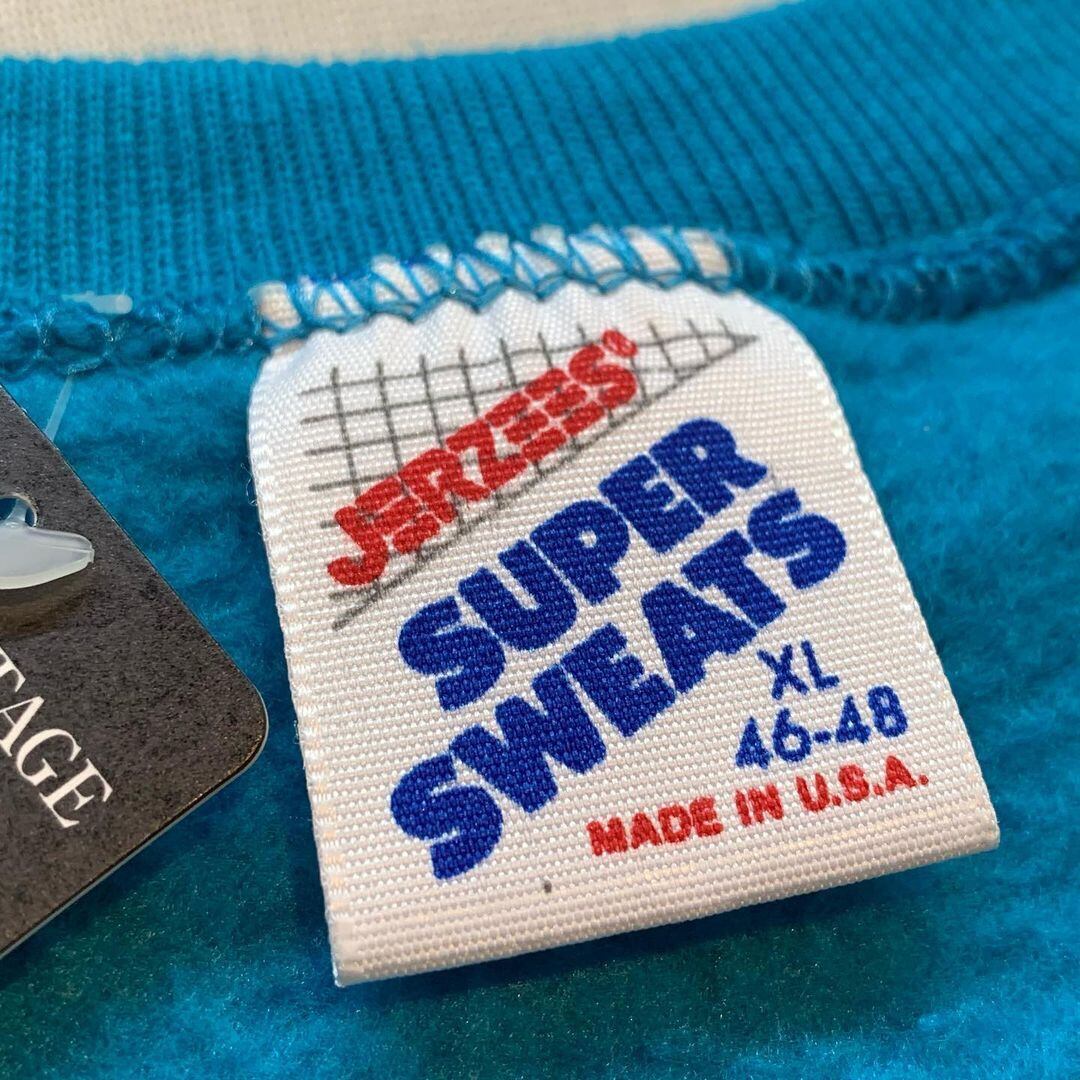 JERZEES
SUPER
SWEATS
XL
46-48
MADE IN U.S.A.
TAGE